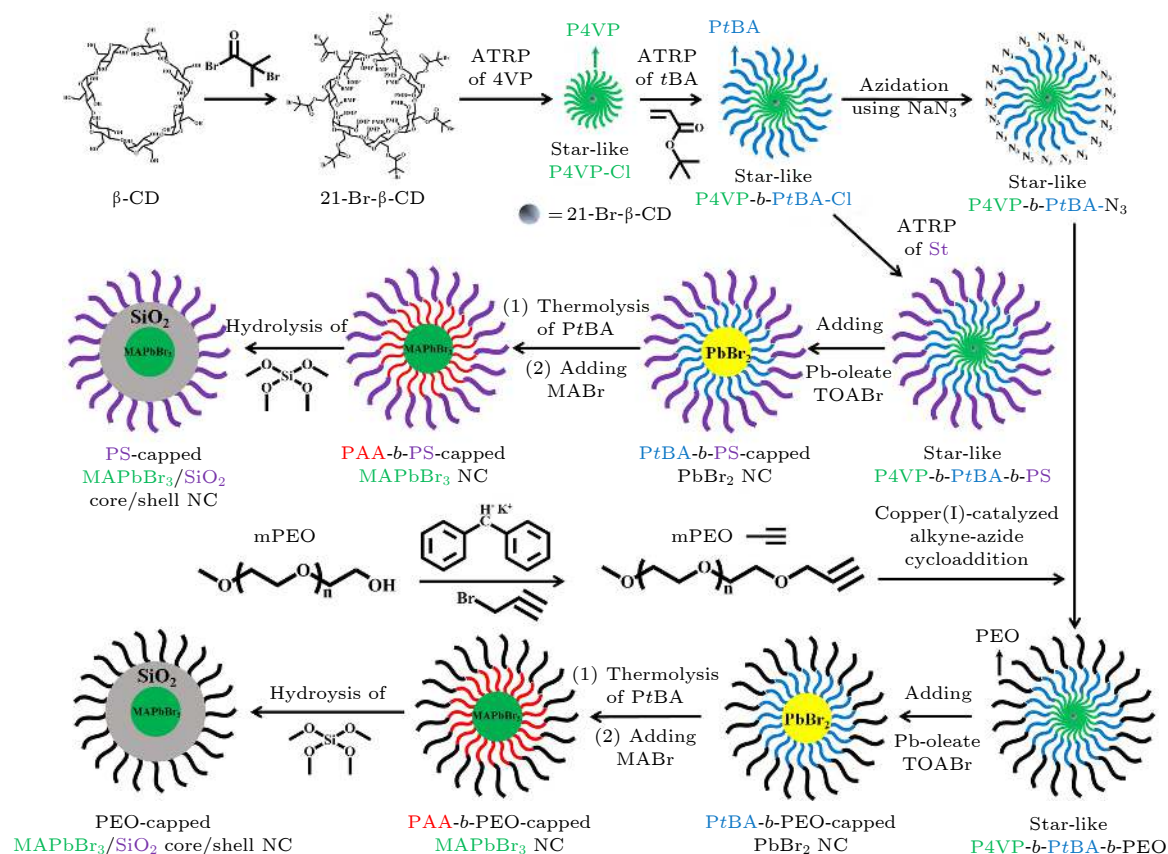 P4VP
PtBA
ATRP
of 4VP
ATRP
of tBA
Azidation
using NaN3
N3
Br
O
Br
O
O
Star-like
P4VP-Cl
β-CD
21-Br-β-CD
= 21-Br-β-CD
Star-like
P4VP-b-PtBA-Cl
Star-like
P4VP-b-PtBA-N3
ATRP
of St
SiO2
MAPbBr3
Hydrolysis of
O O
Si
O O
MAPbBr3
(1) Thermolysis
of PtBA
(2) Adding
MABr
PbBr2
Adding
Pb-oleate
TOABr
PS-capped
MAPbBr3/SiO2
core/shell NC
PAA-b-PS-capped
MAPbBr3 NC
PtBA-b-PS-capped
PbBr2 NC
Star-like
P4VP-b-PtBA-b-PS
mPEO
O O n OH
C K+
Br
mPEO
O O n O
Copper(I)-catalyzed
alkyne-azide
cycloaddition
PEO
SiO2
MAPbBr3
Hydroysis of
O O
Si
O O
MAPbBr3
(1) Thermolysis
of PtBA
(2) Adding
MABr
PbBr2
Adding
Pb-oleate
TOABr
PEO-capped
MAPbBr3/SiO2 core/shell NC
PAA-b-PEO-capped
MAPbBr3 NC
PtBA-b-PEO-capped
PbBr2 NC
Star-like
P4VP-b-PtBA-b-PEO